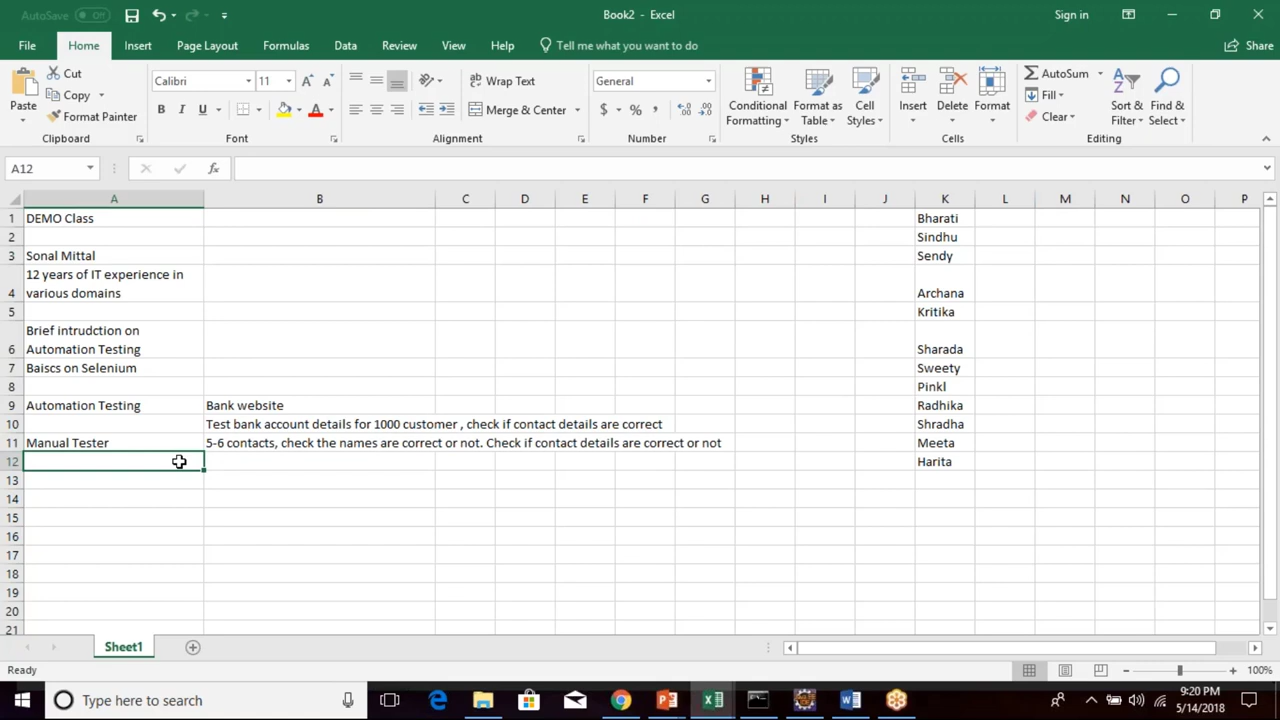 AutoSave Off
Book2 - Excel
Sign in
File Home Insert Page Layout Formulas Data Review View Help Tell me what you want to do Share
Paste
Cut
Copy
Format Painter
Clipboard
Calibri 11
B I U
Font
Wrap Text
Merge & Center
Alignment
General
$ % ,
Number
Conditional Formatting
Format as Table
Cell Styles
Styles
Insert
Delete
Format
Cells
AutoSum
Fill
Clear
Sort & Filter
Find & Select
Editing
A12 fx
A B C D E F G H I J K L M N O P
1 DEMO Class Bharati
2 Sindhu
3 Sonal Mittal Sendy
12 years of IT experience in
4 various domains Archana
5 Kritika
Brief intrudction on
6 Automation Testing Sharada
7 Baiscs on Selenium Sweety
8 Pinkl
9 Automation Testing Bank website Radhika
10 Test bank account details for 1000 customer , check if contact details are correct Shradha
11 Manual Tester 5-6 contacts, check the names are correct or not. Check if contact details are correct or not Meeta
12 Harita
13
14
15
16
17
18
19
20
21
Sheet1
Ready 100%
Type here to search
9:20 PM
5/14/2018